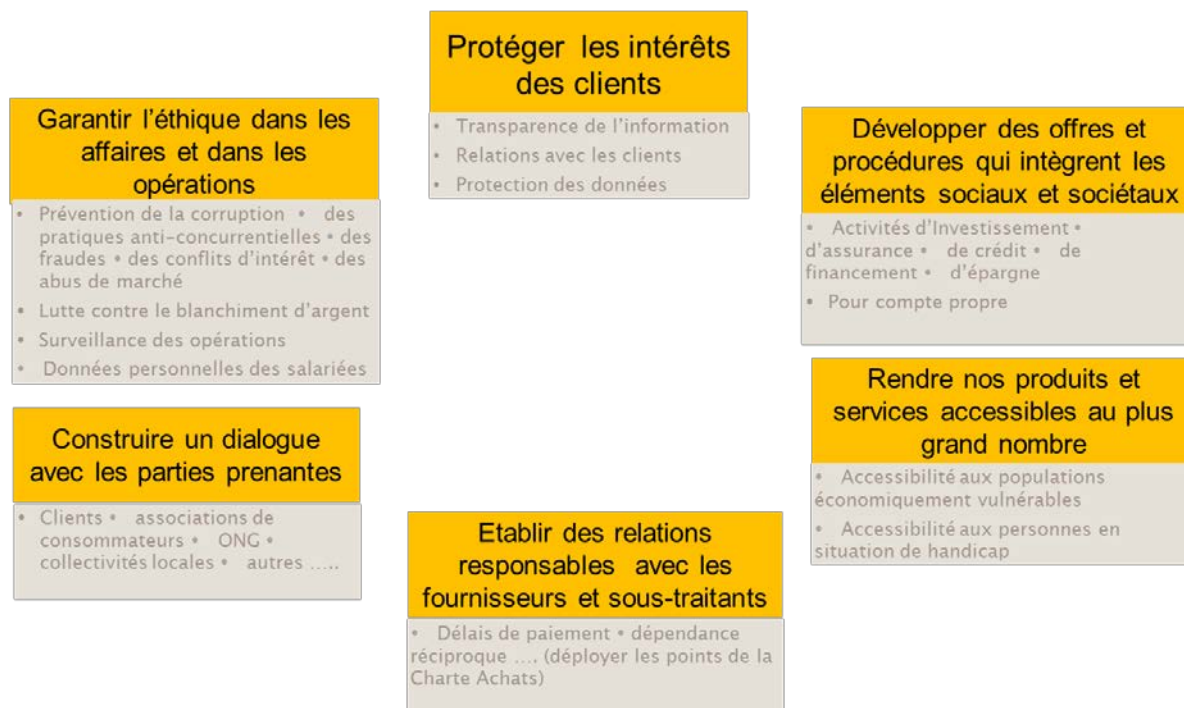 Protéger les intérêts
des clients
• Transparence de l'information
• Relations avec les clients
• Protection des données
Garantir l'éthique dans les
affaires et dans les
opérations
• Prévention de la corruption • des
pratiques anti-concurrentielles • des
fraudes • des conflits d'intérêt • des
abus de marché
• Lutte contre le blanchiment d'argent
• Surveillance des opérations
• Données personnelles des salariées
Développer des offres et
procédures qui intègrent les
éléments sociaux et sociétaux
• Activités d'Investissement •
d'assurance • de crédit • de
financement • d'épargne
• Pour compte propre
Construire un dialogue
avec les parties prenantes
• Clients • associations de
consommateurs • ONG •
collectivités locales • autres .....
Rendre nos produits et
services accessibles au plus
grand nombre
• Accessibilité aux populations
économiquement vulnérables
• Accessibilité aux personnes en
situation de handicap
Etablir des relations
responsables avec les
fournisseurs et sous-traitants
• Délais de paiement • dépendance
réciproque .... (déployer les points de la
Charte Achats)